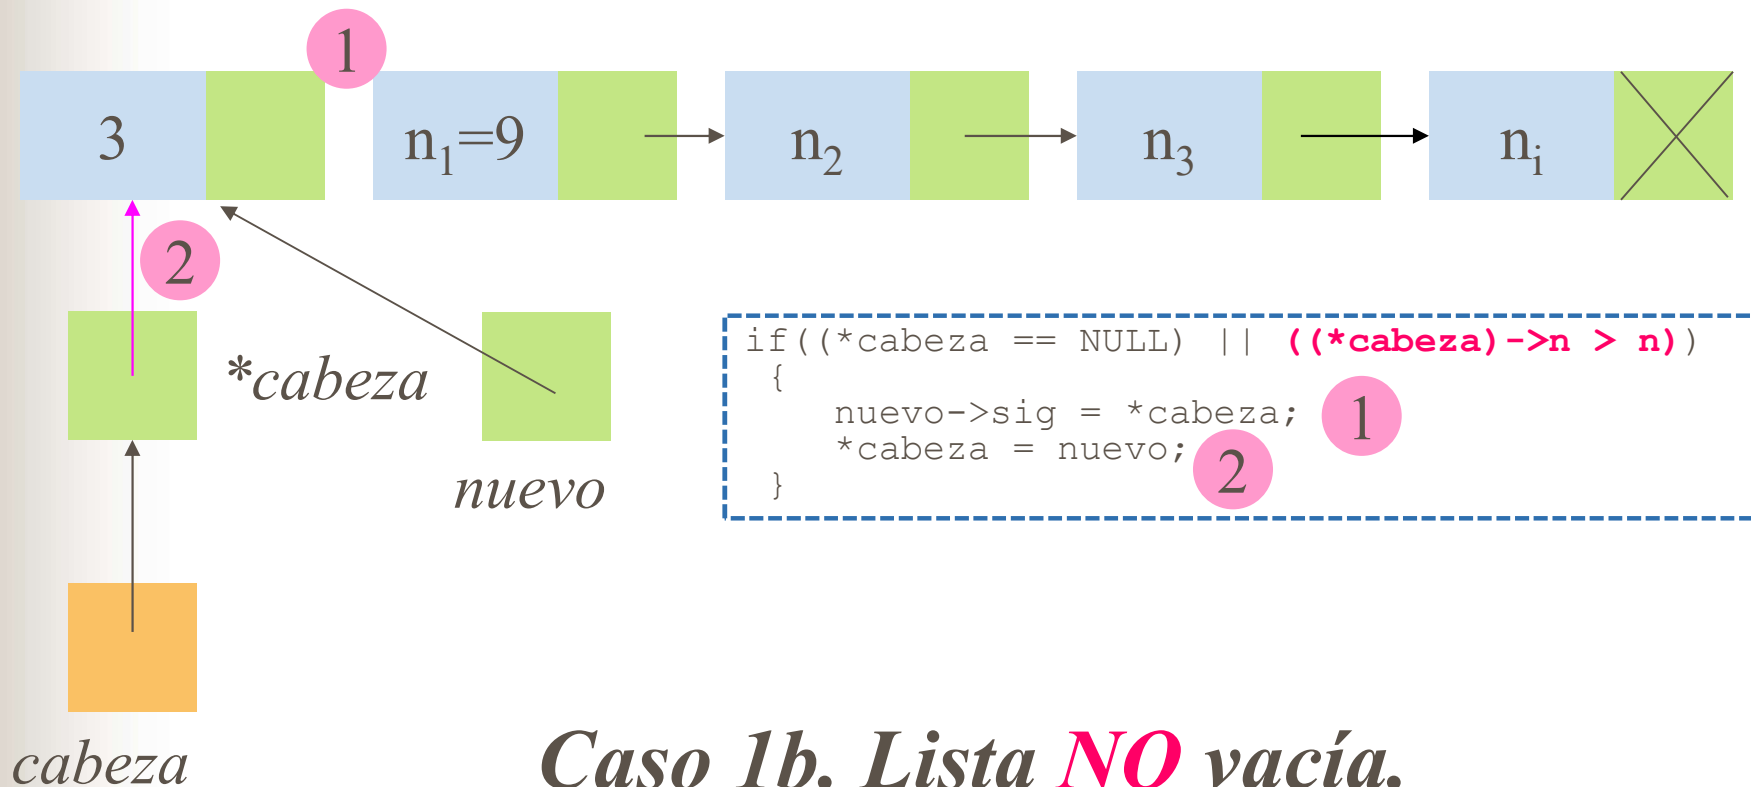 1
3
n₁=9
n₂
n₃
nᵢ
2
*cabeza
nuevo
cabeza
if((*cabeza == NULL) || ((*cabeza)->n > n))
{
nuevo->sig = *cabeza; 1
*cabeza = nuevo; 2
}
Caso 1b. Lista NO vacía.